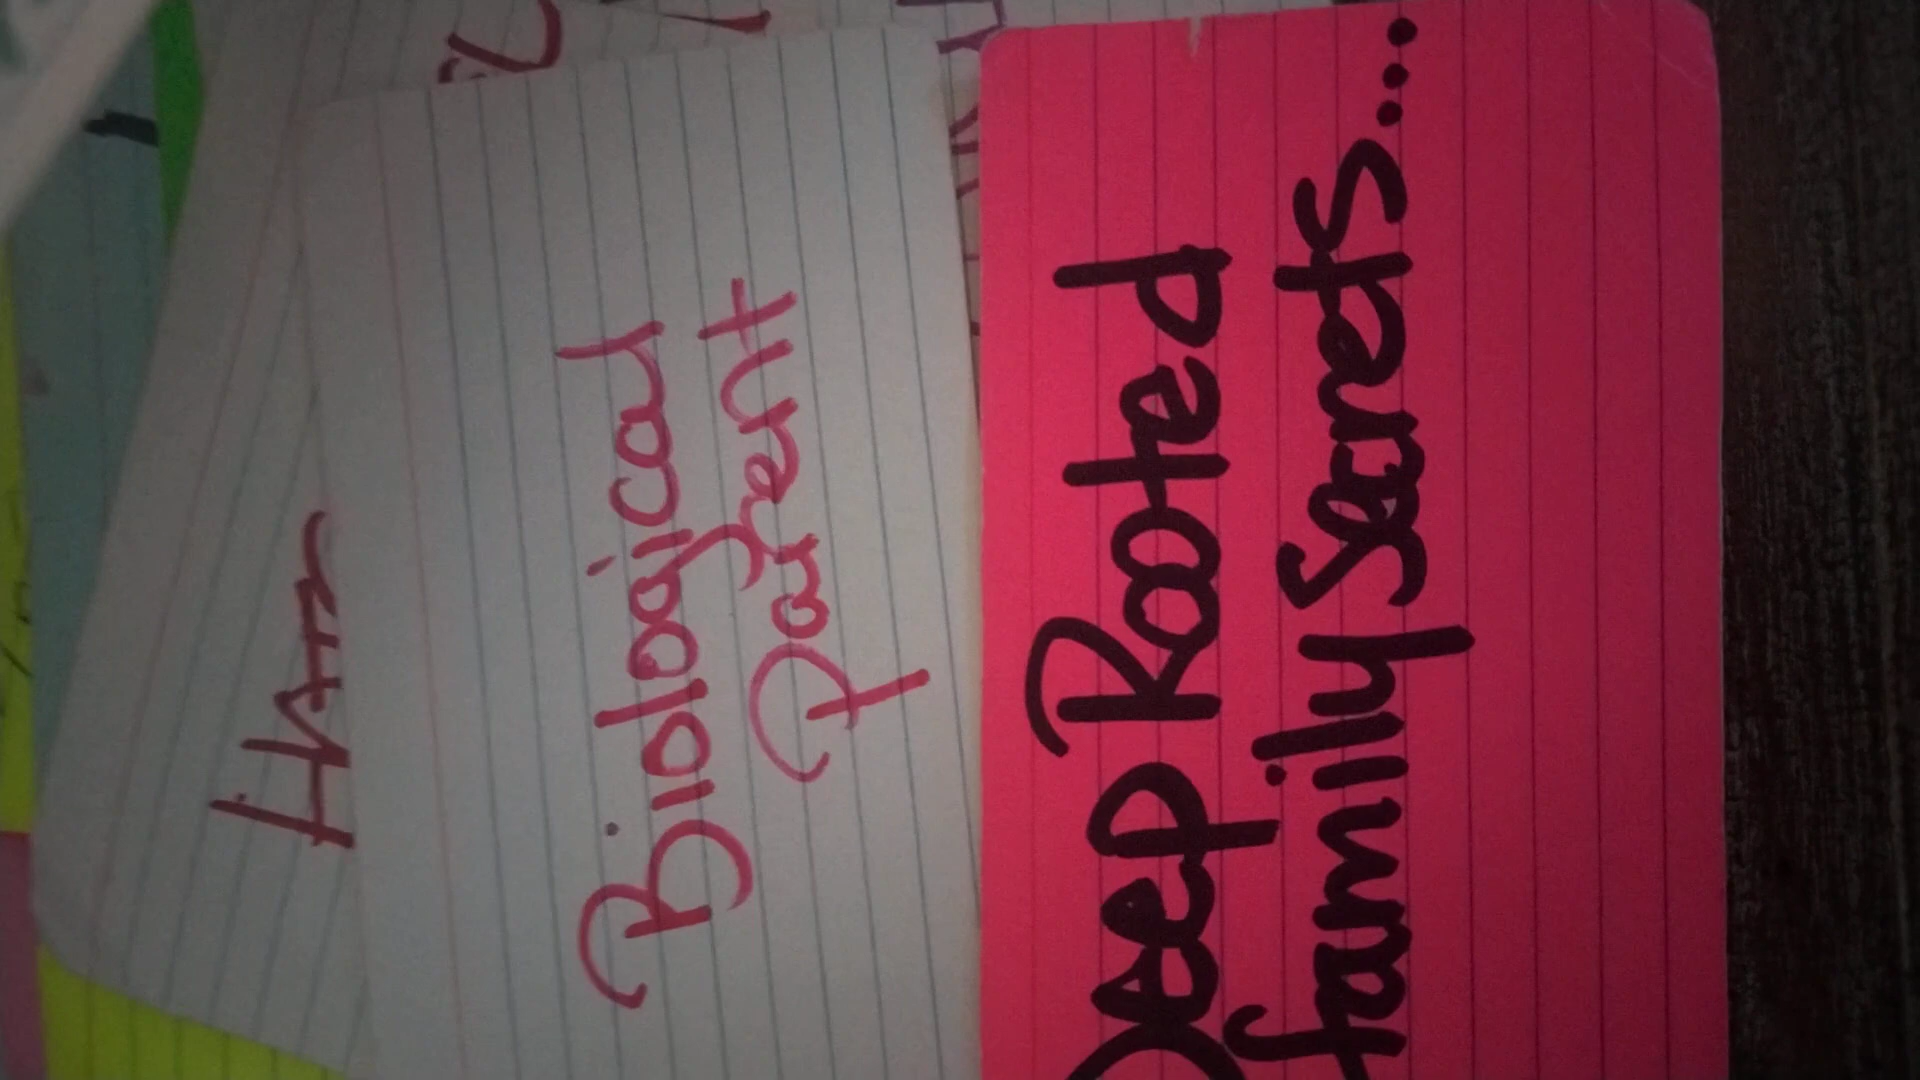 Biological
Parent
Deep Rooted
family Secrets...